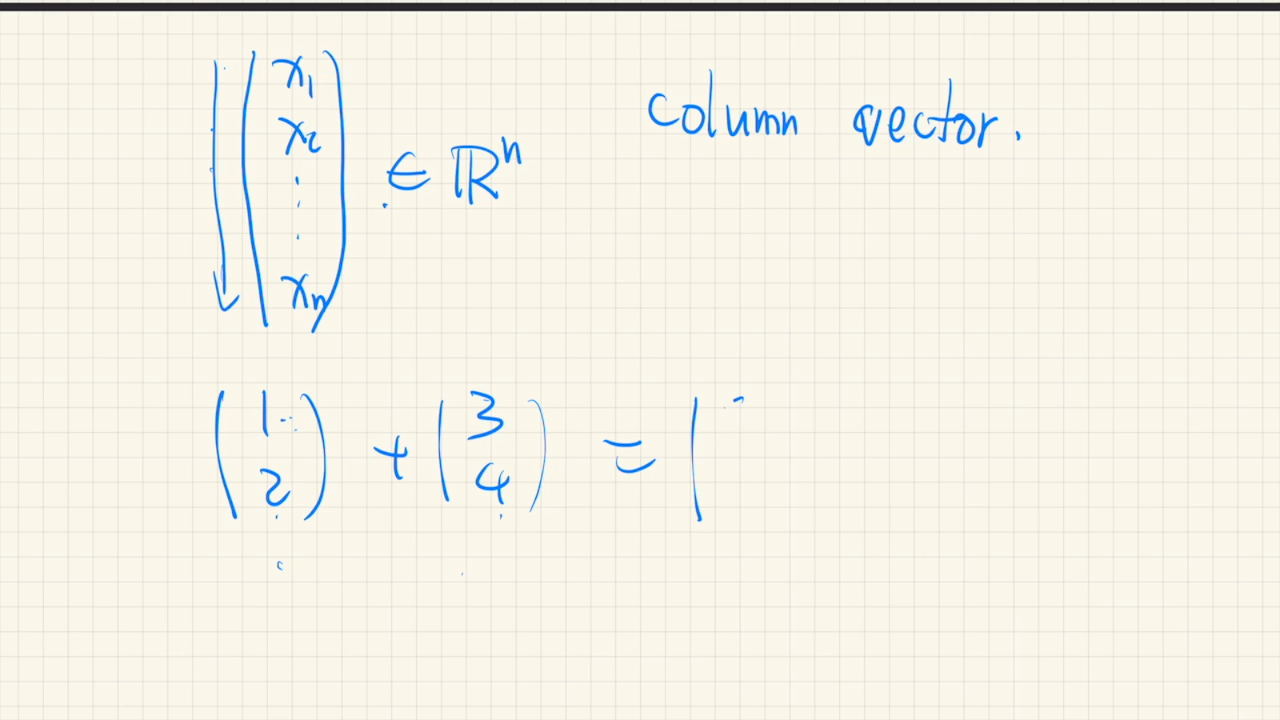 ( x₁ x₂ ⋮ xₙ ) ∈ ℝⁿ
column vector.
( 1 2 ) + ( 3 4 ) = (